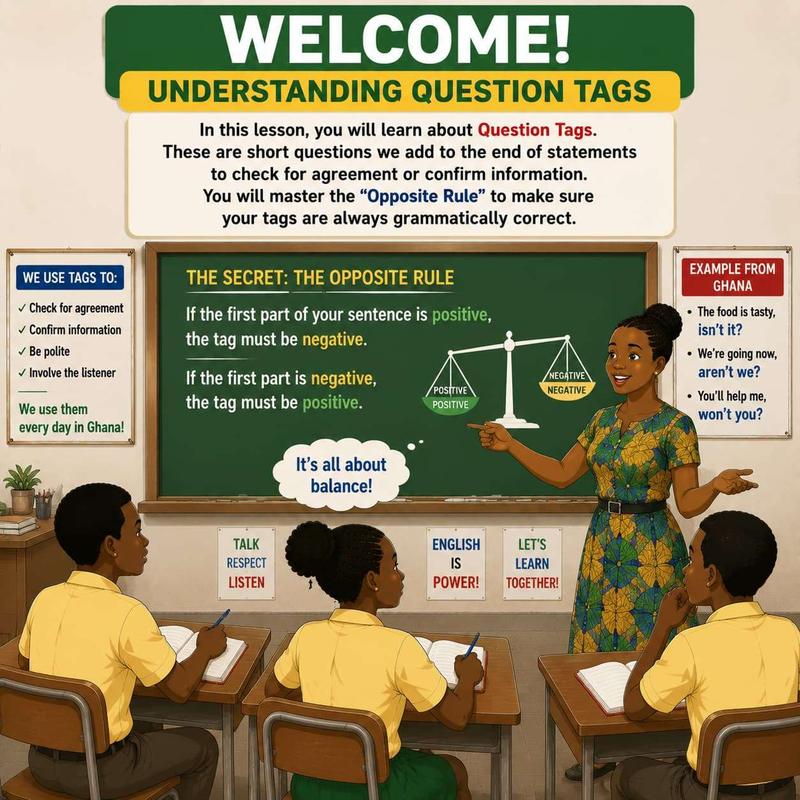 WELCOME!
UNDERSTANDING QUESTION TAGS
In this lesson, you will learn about Question Tags.
These are short questions we add to the end of statements
to check for agreement or confirm information.
You will master the “Opposite Rule” to make sure
your tags are always grammatically correct.
WE USE TAGS TO:
✓ Check for agreement
✓ Confirm information
✓ Be polite
✓ Involve the listener
We use them
every day in Ghana!
THE SECRET: THE OPPOSITE RULE
If the first part of your sentence is positive,
the tag must be negative.
If the first part is negative,
the tag must be positive.
POSITIVE
POSITIVE
NEGATIVE
NEGATIVE
It's all about
balance!
EXAMPLE FROM
GHANA
• The food is tasty,
isn't it?
• We're going now,
aren't we?
• You'll help me,
won't you?
TALK
RESPECT
LISTEN
ENGLISH
IS
POWER!
LET'S
LEARN
TOGETHER!